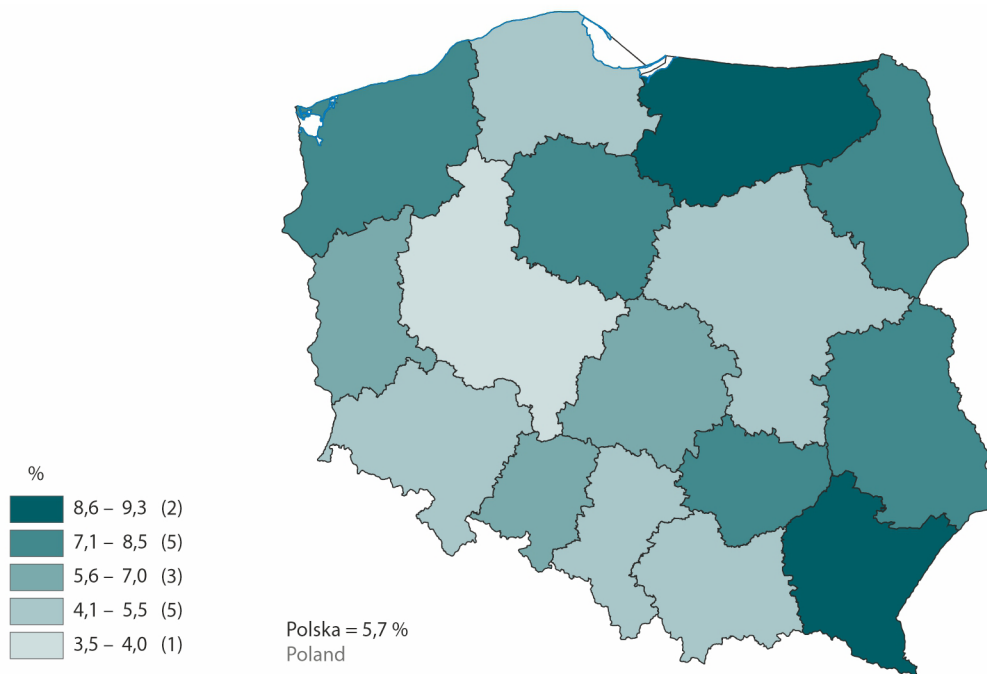 %
8,6 – 9,3 (2)
7,1 – 8,5 (5)
5,6 – 7,0 (3)
4,1 – 5,5 (5)
3,5 – 4,0 (1)
Polska = 5,7 %
Poland